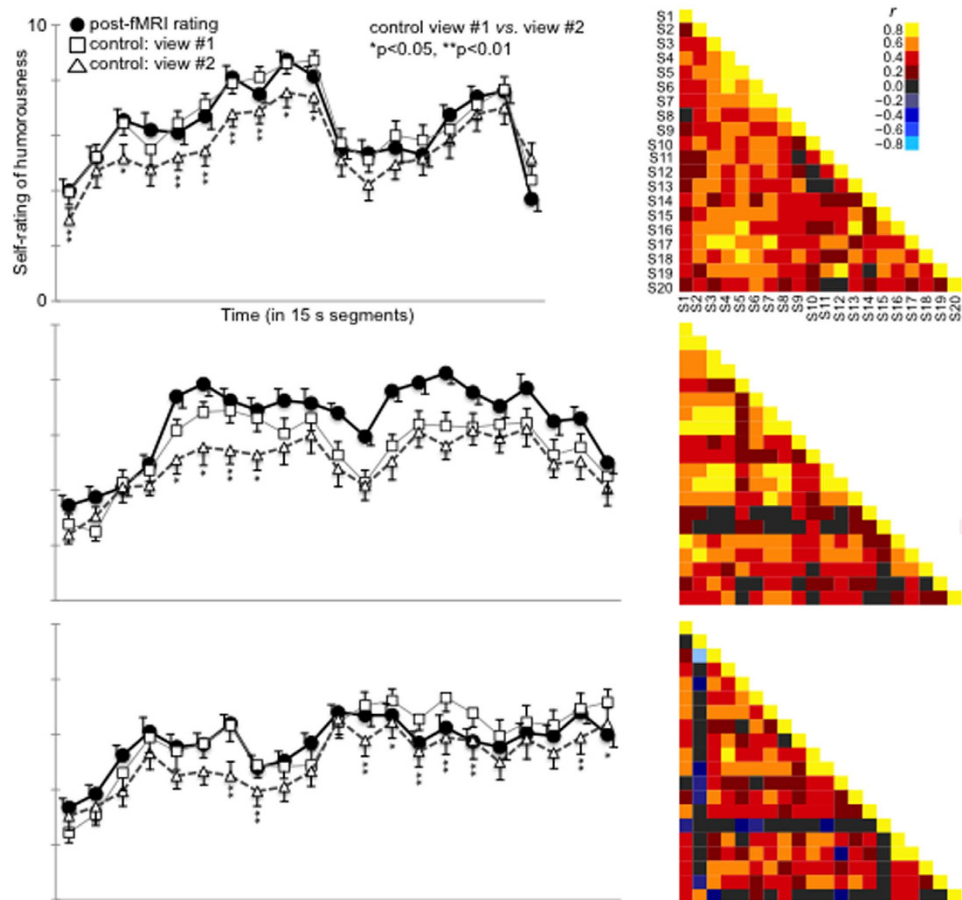 10
post-fMRI rating
control: view #1
control: view #2
control view #1 vs. view #2
*p<0.05, **p<0.01
Self-rating of humorousness
0
Time (in 15 s segments)
S1
S2
S3
S4
S5
S6
S7
S8
S9
S10
S11
S12
S13
S14
S15
S16
S17
S18
S19
S20
r
0.8
0.6
0.4
0.2
0.0
−0.2
−0.4
−0.6
−0.8
S1 S2 S3 S4 S5 S6 S7 S8 S9 S10 S11 S12 S13 S14 S15 S16 S17 S18 S19 S20